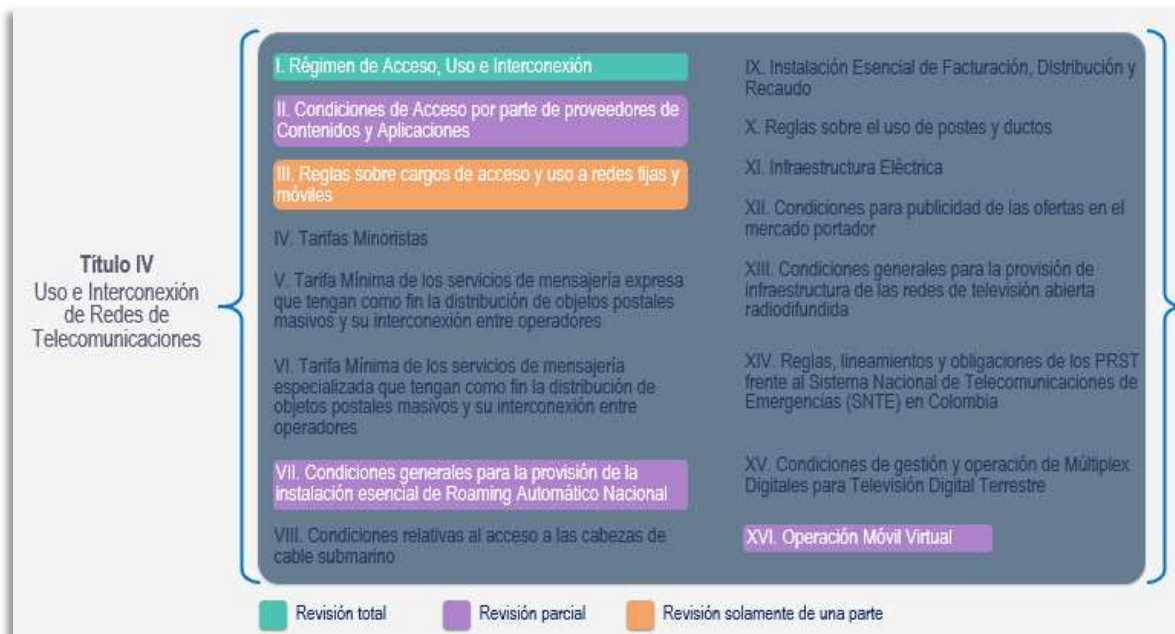 Título IV
Uso e Interconexión
de Redes de
Telecomunicaciones
I. Régimen de Acceso, Uso e Interconexión
II. Condiciones de Acceso por parte de proveedores de
Contenidos y Aplicaciones
III. Reglas sobre cargos de acceso y uso a redes fijas y
móviles
IV. Tarifas Minoristas
V. Tarifa Mínima de los servicios de mensajería expresa
que tengan como fin la distribución de objetos postales
masivos y su interconexión entre operadores
VI. Tarifa Mínima de los servicios de mensajería
especializada que tengan como fin la distribución de
objetos postales masivos y su interconexión entre
operadores
VII. Condiciones generales para la provisión de la
instalación esencial de Roaming Automático Nacional
VIII. Condiciones relativas al acceso a las cabezas de
cable submarino
IX. Instalación Esencial de Facturación, Distribución y
Recaudo
X. Reglas sobre el uso de postes y ductos
XI. Infraestructura Eléctrica
XII. Condiciones para publicidad de las ofertas en el
mercado portador
XIII. Condiciones generales para la provisión de
infraestructura de las redes de televisión abierta
radiodifundida
XIV. Reglas, lineamientos y obligaciones de los PRST
frente al Sistema Nacional de Telecomunicaciones de
Emergencias (SNTE) en Colombia
XV. Condiciones de gestión y operación de Múltiplex
Digitales para Televisión Digital Terrestre
XVI. Operación Móvil Virtual
Revisión total
Revisión parcial
Revisión solamente de una parte